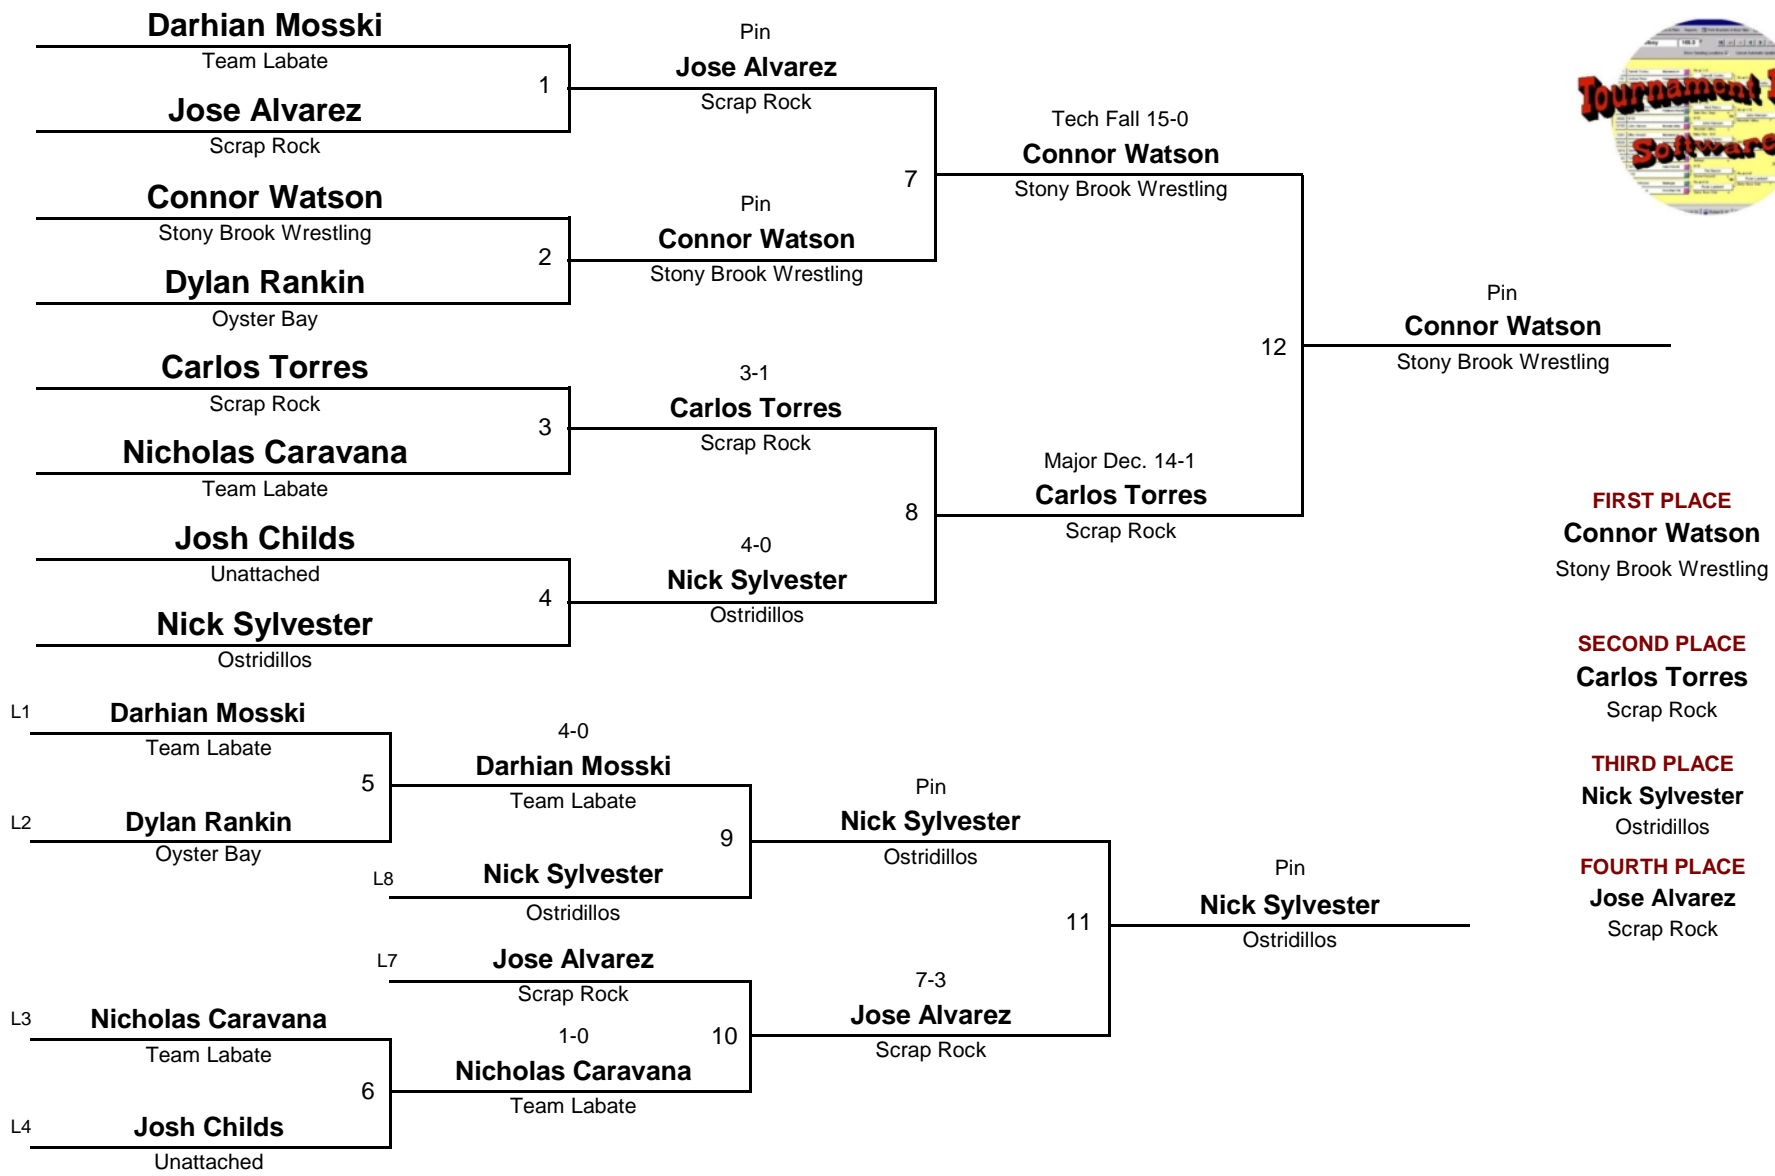 Darhian Mosski
Team Labate
1
Jose Alvarez
Scrap Rock
Pin
Jose Alvarez
Scrap Rock
Connor Watson
Stony Brook Wrestling
2
Dylan Rankin
Oyster Bay
Pin
Connor Watson
Stony Brook Wrestling
7
Tech Fall 15-0
Connor Watson
Stony Brook Wrestling
Carlos Torres
Scrap Rock
3
Nicholas Caravana
Team Labate
3-1
Carlos Torres
Scrap Rock
Josh Childs
Unattached
4
Nick Sylvester
Ostridillos
4-0
Nick Sylvester
Ostridillos
8
Major Dec. 14-1
Carlos Torres
Scrap Rock
12
Pin
Connor Watson
Stony Brook Wrestling
Tournament
Software
FIRST PLACE
Connor Watson
Stony Brook Wrestling
SECOND PLACE
Carlos Torres
Scrap Rock
THIRD PLACE
Nick Sylvester
Ostridillos
FOURTH PLACE
Jose Alvarez
Scrap Rock
L1
Darhian Mosski
Team Labate
5
L2
Dylan Rankin
Oyster Bay
4-0
Darhian Mosski
Team Labate
9
L8
Nick Sylvester
Ostridillos
Pin
Nick Sylvester
Ostridillos
L7
Jose Alvarez
Scrap Rock
10
L3
Nicholas Caravana
Team Labate
6
L4
Josh Childs
Unattached
1-0
Nicholas Caravana
Team Labate
7-3
Jose Alvarez
Scrap Rock
11
Pin
Nick Sylvester
Ostridillos